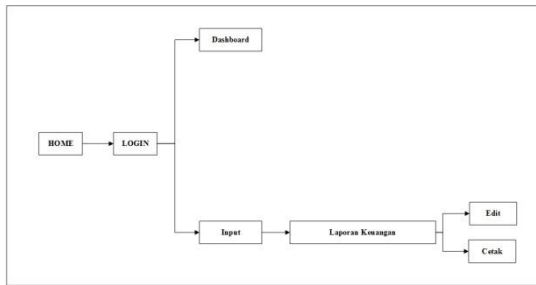 Dashboard
HOME
LOGIN
Input
Laporan Keuangan
Edit
Cetak